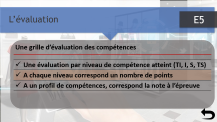 L'évaluation
E5
Une grille d'évaluation des compétences
✓ Une évaluation par niveau de compétence atteint (TI, I, S, TS)
✓ A chaque niveau correspond un nombre de points
✓ A un profil de compétences, correspond la note à l'épreuve